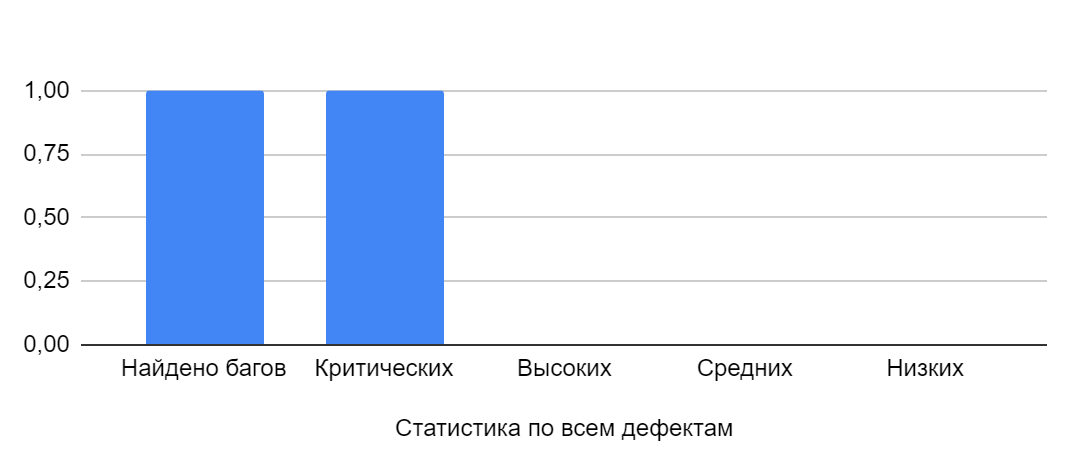 1,00
0,75
0,50
0,25
0,00
Найдено багов
Критических
Высоких
Средних
Низких
Статистика по всем дефектам